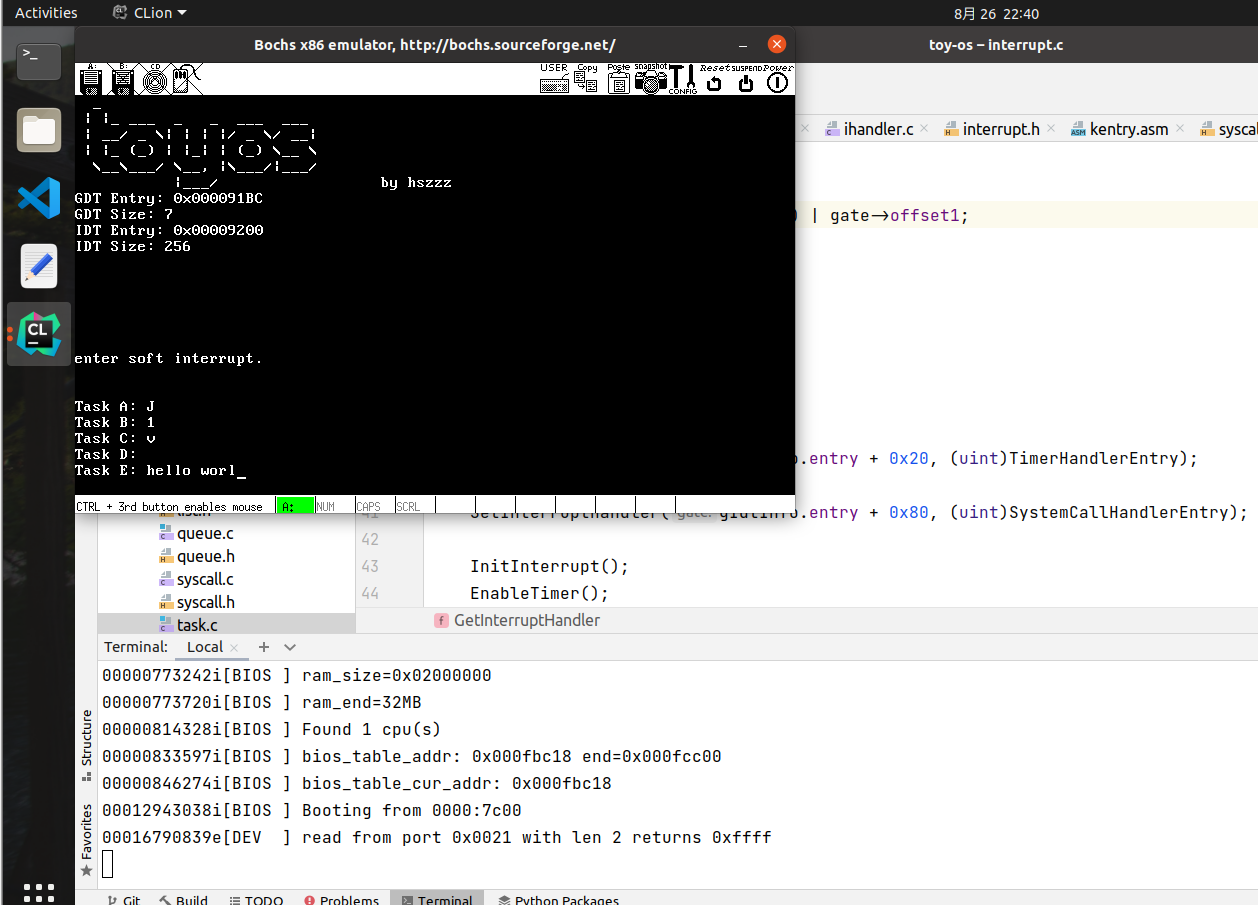 Activities
CLion
8月 26 22:40
Bochs x86 emulator, http://bochs.sourceforge.net/
toy-os – interrupt.c
A:
B:
CD
USER
Copy
Paste
snapshot
CONFIG
Reset
SUSPEND
Power
ihandler.c
interrupt.h
kentry.asm
ASM
by hszzz
GDT Entry: 0x000091BC
GDT Size: 7
IDT Entry: 0x00009200
IDT Size: 256
| gate->offset1;
enter soft interrupt.
Task A: J
Task B: 1
Task C: v
Task D:
Task E: hello worl_
.entry + 0x20, (uint)TimerHandlerEntry);
CTRL + 3rd button enables mouse
A:
NUM
CAPS
SCRL
.entry + 0x80, (uint)SystemCallHandlerEntry);
queue.c
queue.h
syscall.c
syscall.h
task.c
42
43 InitInterrupt();
44 EnableTimer();
f GetInterruptHandler
CL
Terminal:
Local
00000773242i[BIOS ] ram_size=0x02000000
00000773720i[BIOS ] ram_end=32MB
00000814328i[BIOS ] Found 1 cpu(s)
00000833597i[BIOS ] bios_table_addr: 0x000fbc18 end=0x000fcc00
00000846274i[BIOS ] bios_table_cur_addr: 0x000fbc18
00012943038i[BIOS ] Booting from 0000:7c00
00016790839e[DEV  ] read from port 0x0021 with len 2 returns 0xffff
Structure
Favorites
Git
Build
TODO
Problems
Terminal
Python Packages